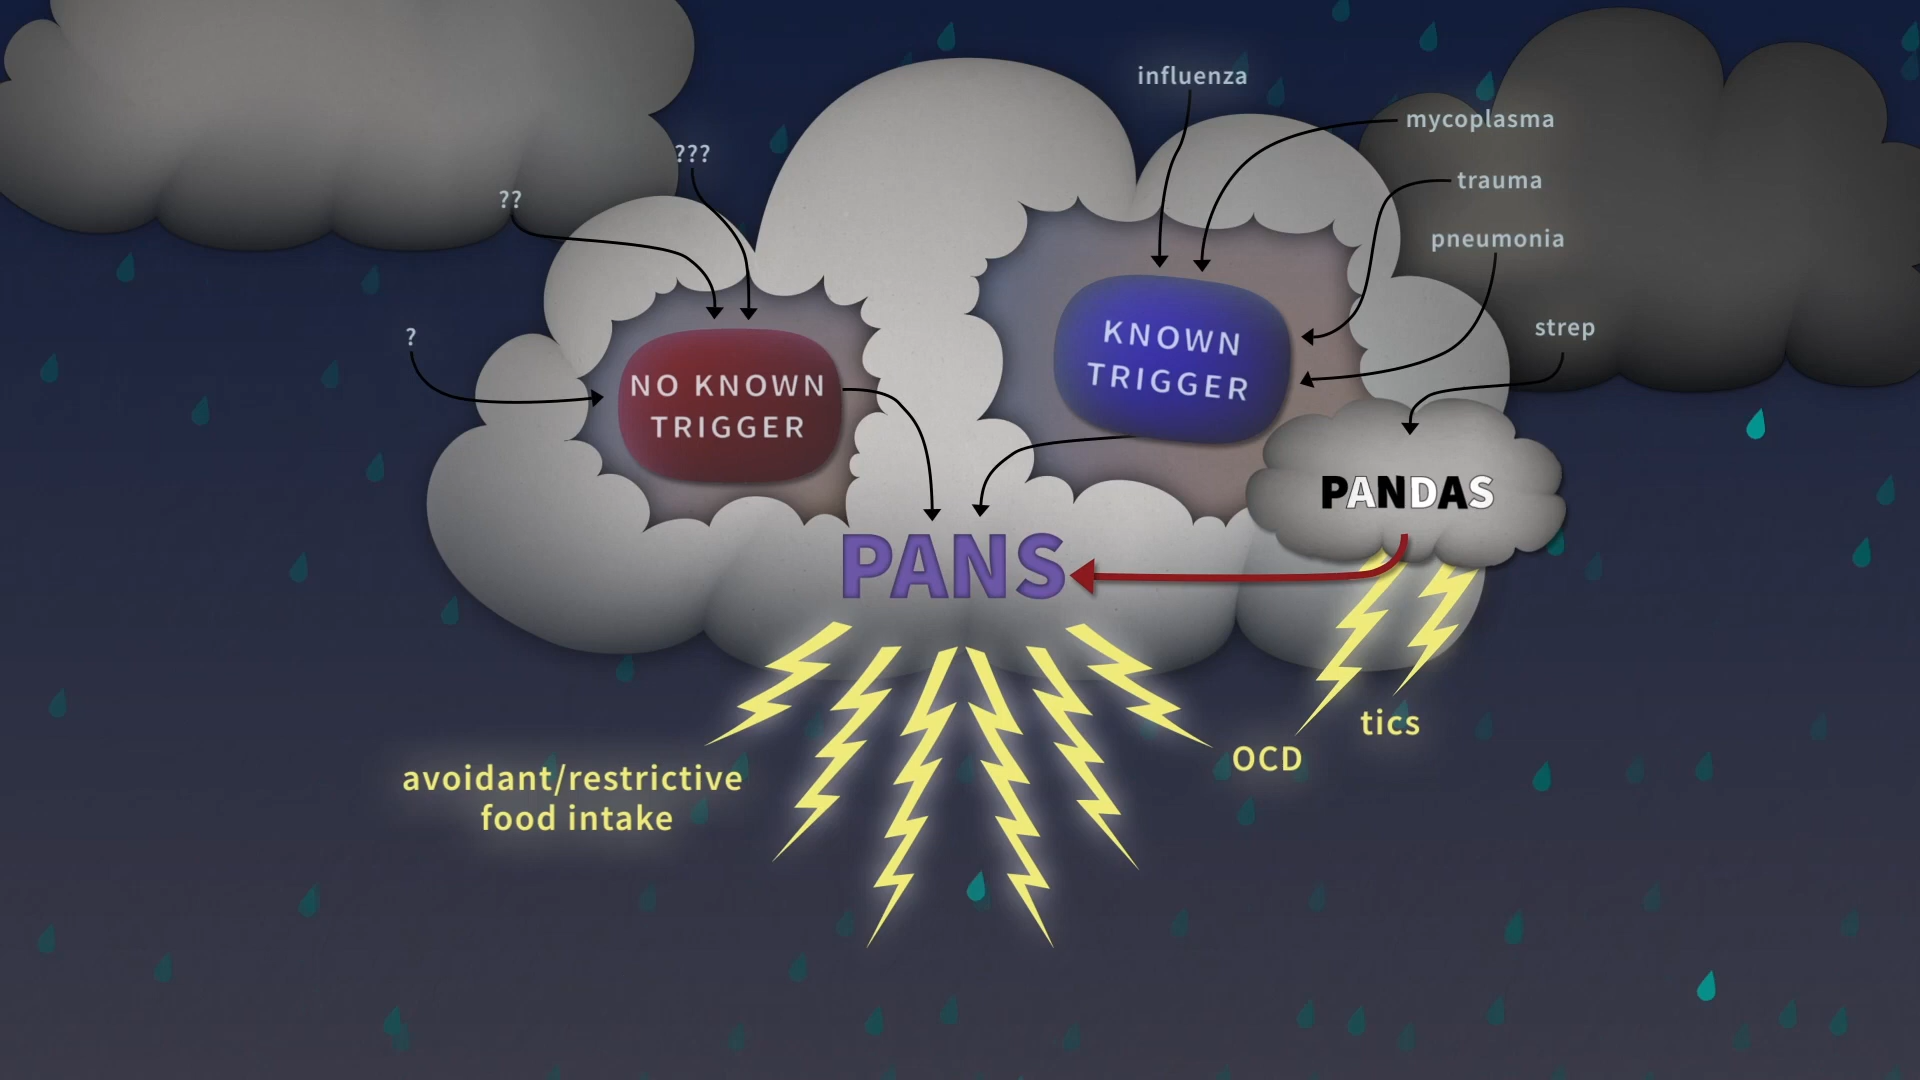 influenza
mycoplasma
???
trauma
??
pneumonia
?
strep
NO KNOWN
TRIGGER
KNOWN
TRIGGER
PANDAS
PANS
tics
OCD
avoidant/restrictive
food intake